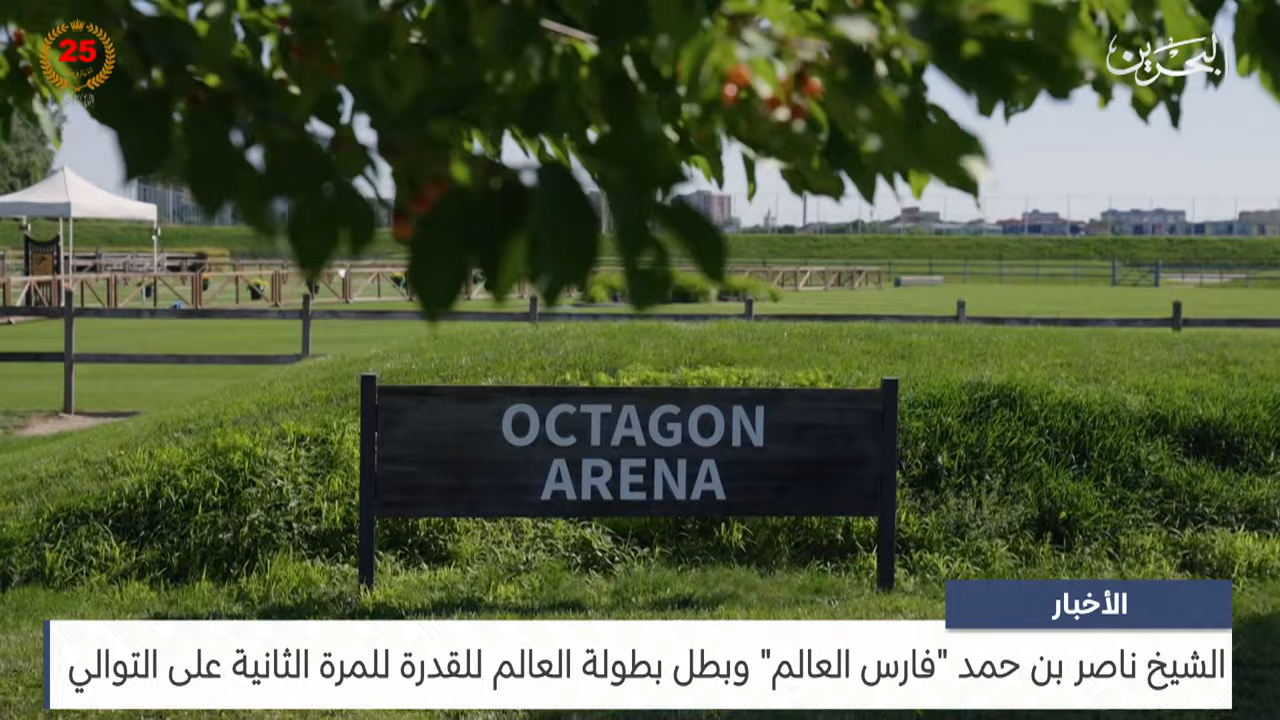 25
البحرين
OCTAGON
ARENA
الأخبار
الشيخ ناصر بن حمد "فارس العالم" وبطل بطولة العالم للقدرة للمرة الثانية على التوالي